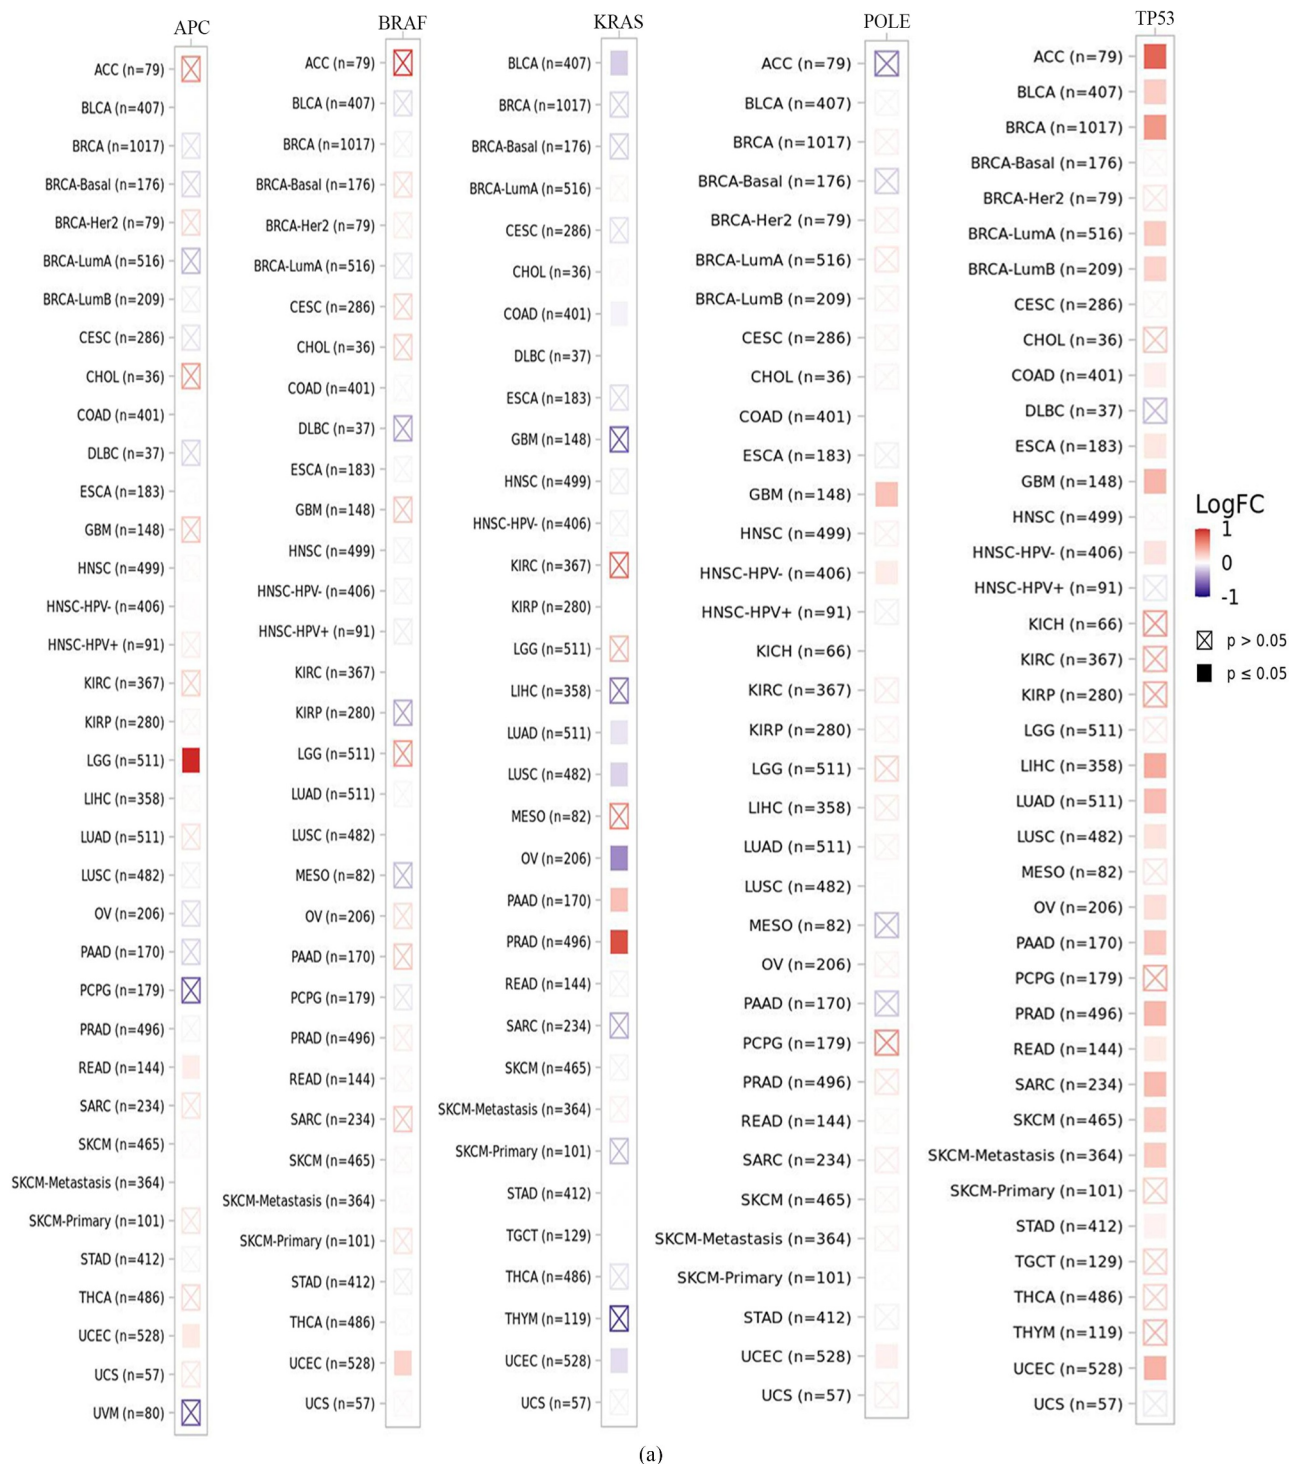 APC
ACC (n=79)
BLCA (n=407)
BRCA (n=1017)
BRCA-Basal (n=176)
BRCA-Her2 (n=79)
BRCA-LumA (n=516)
BRCA-LumB (n=209)
CESC (n=286)
CHOL (n=36)
COAD (n=401)
DLBC (n=37)
ESCA (n=183)
GBM (n=148)
HNSC (n=499)
HNSC-HPV- (n=406)
HNSC-HPV+ (n=91)
KIRC (n=367)
KIRP (n=280)
LGG (n=511)
LIHC (n=358)
LUAD (n=511)
LUSC (n=482)
OV (n=206)
PAAD (n=170)
PCPG (n=179)
PRAD (n=496)
READ (n=144)
SARC (n=234)
SKCM (n=465)
SKCM-Metastasis (n=364)
SKCM-Primary (n=101)
STAD (n=412)
THCA (n=486)
UCEC (n=528)
UCS (n=57)
UVM (n=80)
BRAF
ACC (n=79)
BLCA (n=407)
BRCA (n=1017)
BRCA-Basal (n=176)
BRCA-Her2 (n=79)
BRCA-LumA (n=516)
CESC (n=286)
CHOL (n=36)
COAD (n=401)
DLBC (n=37)
ESCA (n=183)
GBM (n=148)
HNSC (n=499)
HNSC-HPV- (n=406)
HNSC-HPV+ (n=91)
KIRC (n=367)
KIRP (n=280)
LGG (n=511)
LUAD (n=511)
LUSC (n=482)
MESO (n=82)
OV (n=206)
PAAD (n=170)
PCPG (n=179)
PRAD (n=496)
READ (n=144)
SARC (n=234)
SKCM (n=465)
SKCM-Metastasis (n=364)
SKCM-Primary (n=101)
STAD (n=412)
THCA (n=486)
UCEC (n=528)
UCS (n=57)
KRAS
BLCA (n=407)
BRCA (n=1017)
BRCA-Basal (n=176)
BRCA-LumA (n=516)
CESC (n=286)
CHOL (n=36)
COAD (n=401)
DLBC (n=37)
ESCA (n=183)
GBM (n=148)
HNSC (n=499)
HNSC-HPV- (n=406)
KIRC (n=367)
KIRP (n=280)
LGG (n=511)
LIHC (n=358)
LUAD (n=511)
LUSC (n=482)
MESO (n=82)
OV (n=206)
PAAD (n=170)
PRAD (n=496)
READ (n=144)
SARC (n=234)
SKCM (n=465)
SKCM-Metastasis (n=364)
SKCM-Primary (n=101)
STAD (n=412)
TGCT (n=129)
THCA (n=486)
THYM (n=119)
UCEC (n=528)
UCS (n=57)
POLE
ACC (n=79)
BLCA (n=407)
BRCA (n=1017)
BRCA-Basal (n=176)
BRCA-Her2 (n=79)
BRCA-LumA (n=516)
BRCA-LumB (n=209)
CESC (n=286)
CHOL (n=36)
COAD (n=401)
ESCA (n=183)
GBM (n=148)
HNSC (n=499)
HNSC-HPV- (n=406)
HNSC-HPV+ (n=91)
KICH (n=66)
KIRC (n=367)
KIRP (n=280)
LGG (n=511)
LIHC (n=358)
LUAD (n=511)
LUSC (n=482)
MESO (n=82)
OV (n=206)
PAAD (n=170)
PCPG (n=179)
PRAD (n=496)
READ (n=144)
SARC (n=234)
SKCM (n=465)
SKCM-Metastasis (n=364)
SKCM-Primary (n=101)
STAD (n=412)
UCEC (n=528)
UCS (n=57)
TP53
ACC (n=79)
BLCA (n=407)
BRCA (n=1017)
BRCA-Basal (n=176)
BRCA-Her2 (n=79)
BRCA-LumA (n=516)
BRCA-LumB (n=209)
CESC (n=286)
CHOL (n=36)
COAD (n=401)
DLBC (n=37)
ESCA (n=183)
GBM (n=148)
HNSC (n=499)
HNSC-HPV- (n=406)
HNSC-HPV+ (n=91)
KICH (n=66)
KIRC (n=367)
KIRP (n=280)
LGG (n=511)
LIHC (n=358)
LUAD (n=511)
LUSC (n=482)
MESO (n=82)
OV (n=206)
PAAD (n=170)
PCPG (n=179)
PRAD (n=496)
READ (n=144)
SARC (n=234)
SKCM (n=465)
SKCM-Metastasis (n=364)
SKCM-Primary (n=101)
STAD (n=412)
TGCT (n=129)
THCA (n=486)
THYM (n=119)
UCEC (n=528)
UCS (n=57)
LogFC
1
0
-1
p > 0.05
p ≤ 0.05
(a)